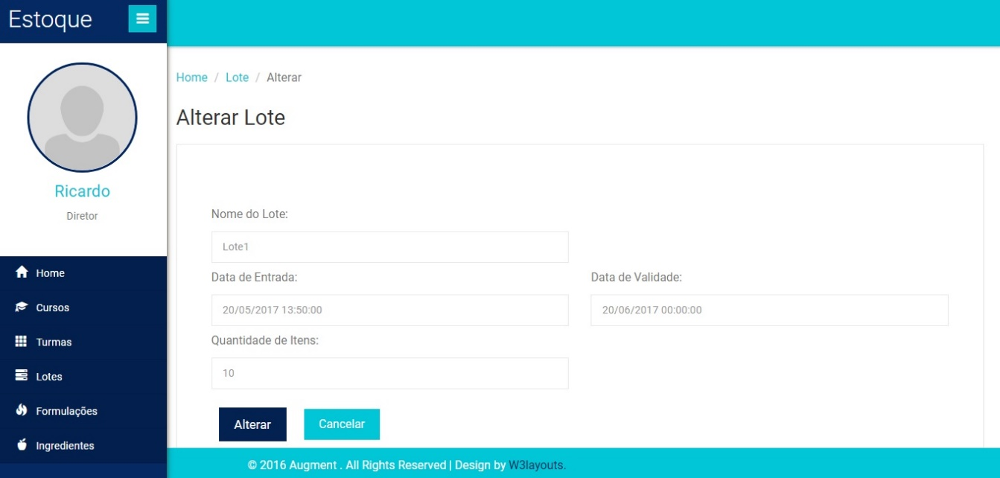 Estoque
Ricardo
Diretor
Home
Cursos
Turmas
Lotes
Formulações
Ingredientes
Home / Lote / Alterar
Alterar Lote
Nome do Lote:
Lote1
Data de Entrada:
Data de Validade:
20/05/2017 13:50:00
20/06/2017 00:00:00
Quantidade de Itens:
10
Alterar
Cancelar
© 2016 Augment . All Rights Reserved | Design by W3layouts.